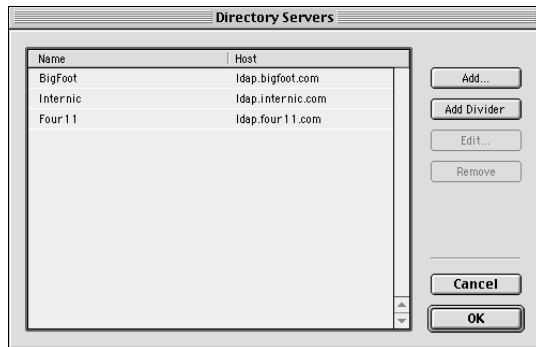 Directory Servers
Name Host
BigFoot ldap.bigfoot.com
Internic ldap.internic.com
Four11 ldap.four11.com
Add...
Add Divider
Edit...
Remove
Cancel
OK